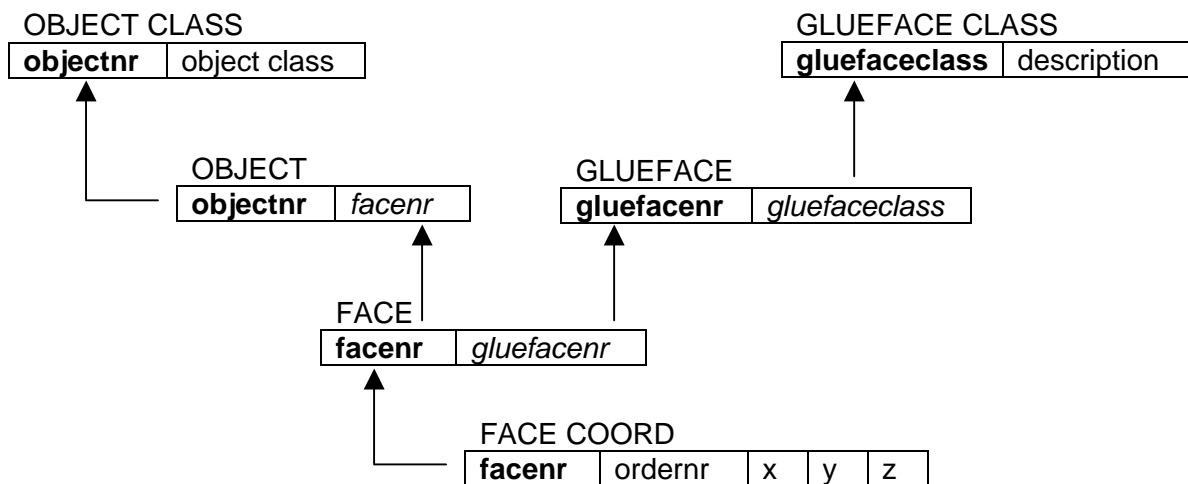 OBJECT CLASS
objectnr object class
GLUEFACE CLASS
gluefaceclass description
OBJECT
objectnr facenr
GLUEFACE
gluefacenr gluefaceclass
FACE
facenr gluefacenr
FACE COORD
facenr ordernr x y z